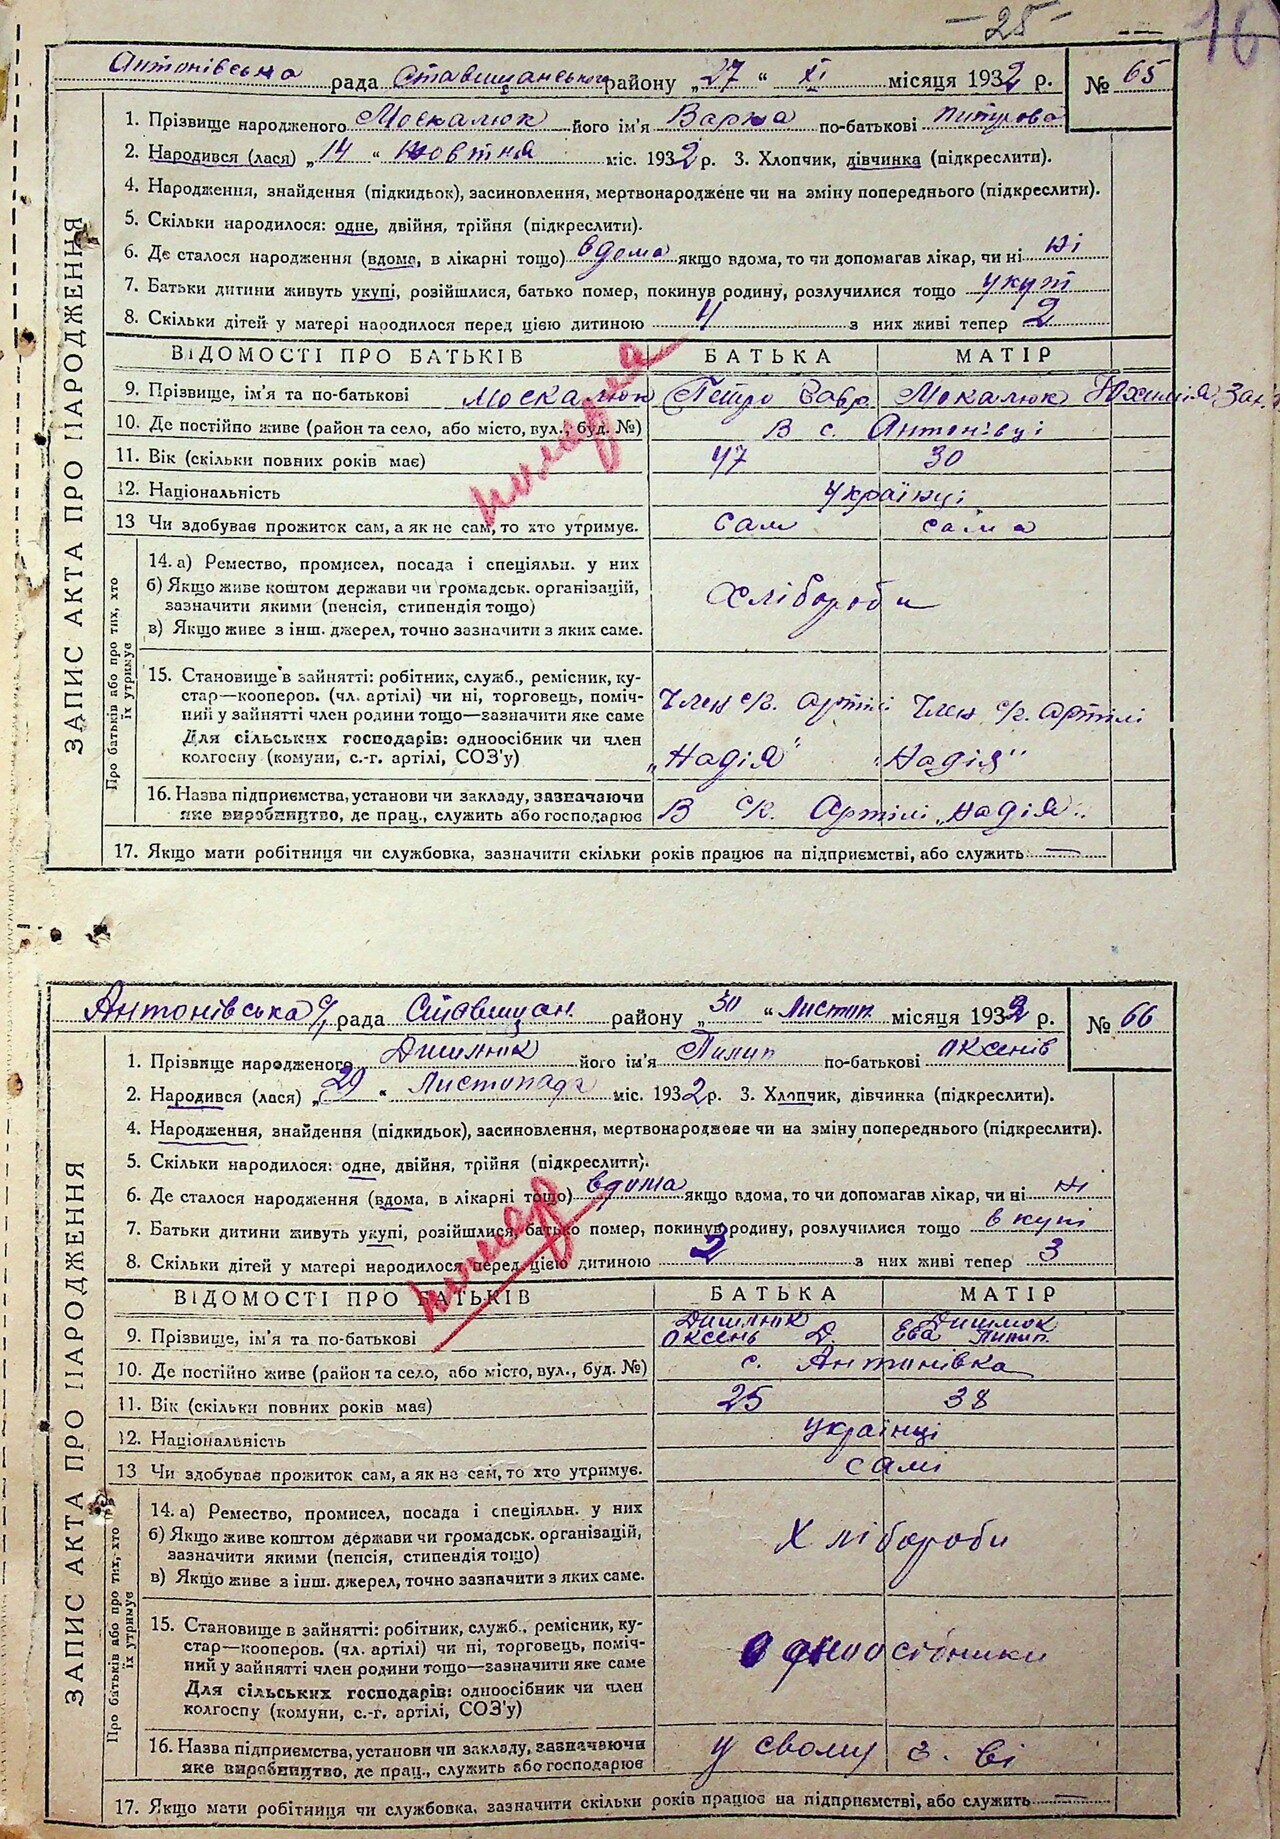 — 25 —
16
Антонівська рада Ставищанського району „27 “ XI місяця 1932 р. № 65
1. Прізвище народженого Москалюк його ім'я Варка по-батькові
2. Народився (лася) „14 “ жовтня міс. 1932 р. 3. Хлопчик, дівчинка (підкреслити).
4. Народження, знайдення (підкидьок), засиновлення, мертвонароджене чи на зміну попереднього (підкреслити).
5. Скільки народилося: одне, двійня, трійня (підкреслити).
6. Де сталося народження (вдома, в лікарні тощо) вдома якщо вдома, то чи допомагав лікар, чи ні ні
7. Батьки дитини живуть укупі, розійшлися, батько помер, покинув родину, розлучилися тощо
8. Скільки дітей у матері народилося перед цією дитиною 4 з них живі тепер 2
ЗАПИС АКТА ПРО НАРОДЖЕННЯ
ВІДОМОСТІ ПРО БАТЬКІВ БАТЬКА МАТІР
9. Прізвище, ім'я та по-батькові Москалюк Петро Мокалюк
10. Де постійно живе (район та село, або місто, вул., буд. №) В с. Антонівці
11. Вік (скільки повних років має) 47 30
12. Національність Українці
13 Чи здобуває прожиток сам, а як не сам, то хто утримує. сам сама
Про батьків або про тих, хто їх утримує
14. а) Ремество, промисел, посада і спеціяльн. у них
б) Якщо живе коштом держави чи громадськ. організацій,
зазначити якими (пенсія, стипендія тощо) Хлібороби
в) Якщо живе з інш. джерел, точно зазначити з яких саме.
15. Становище в зайнятті: робітник, служб., ремісник, ку-
стар—кооперов. (чл. артілі) чи ні, торговець, поміч- Член с/г. артілі Член с/г. артілі
ний у зайнятті член родини тощо—зазначити яке саме
Для сільських господарів: одноосібник чи член
колгоспу (комуни, с.-г. артілі, СОЗ'у) „Надія“ „Надія“
16. Назва підприємства, установи чи закладу, зазначаючи
яке виробництво, де прац., служить або господарює В с/г. Артілі „Надія“
17. Якщо мати робітниця чи службовка, зазначити скільки років працює на підприємстві, або служить —
Антонівська с/ рада Ставищан. району „30 “ Листоп. місяця 1932 р. № 66
1. Прізвище народженого його ім'я Пилип по-батькові Оксенів
2. Народився (лася) „29 “ Листопада міс. 1932 р. 3. Хлопчик, дівчинка (підкреслити).
4. Народження, знайдення (підкидьок), засиновлення, мертвонароджене чи на зміну попереднього (підкреслити).
5. Скільки народилося: одне, двійня, трійня (підкреслити).
6. Де сталося народження (вдома, в лікарні тощо) вдома якщо вдома, то чи допомагав лікар, чи ні ні
7. Батьки дитини живуть укупі, розійшлися, батько помер, покинув родину, розлучилися тощо вкупі
8. Скільки дітей у матері народилося перед цією дитиною 2 з них живі тепер 3
ЗАПИС АКТА ПРО НАРОДЖЕННЯ
ВІДОМОСТІ ПРО БАТЬКІВ БАТЬКА МАТІР
9. Прізвище, ім'я та по-батькові Оксень Д. Ева Пилип.
10. Де постійно живе (район та село, або місто, вул., буд. №) с. Антонівка
11. Вік (скільки повних років має) 25 38
12. Національність українці
13 Чи здобуває прожиток сам, а як не сам, то хто утримує. самі
Про батьків або про тих, хто їх утримує
14. а) Ремество, промисел, посада і спеціяльн. у них
б) Якщо живе коштом держави чи громадськ. організацій, Хлібороби
зазначити якими (пенсія, стипендія тощо)
в) Якщо живе з інш. джерел, точно зазначити з яких саме.
15. Становище в зайнятті: робітник, служб., ремісник, ку-
стар—кооперов. (чл. артілі) чи ні, торговець, поміч- одноосібники
ний у зайнятті член родини тощо—зазначити яке саме
Для сільських господарів: одноосібник чи член
колгоспу (комуни, с.-г. артілі, СОЗ'у)
16. Назва підприємства, установи чи закладу, зазначаючи
яке виробництво, де прац., служить або господарює у свому
17. Якщо мати робітниця чи службовка, зазначити скільки років працює на підприємстві, або служить —